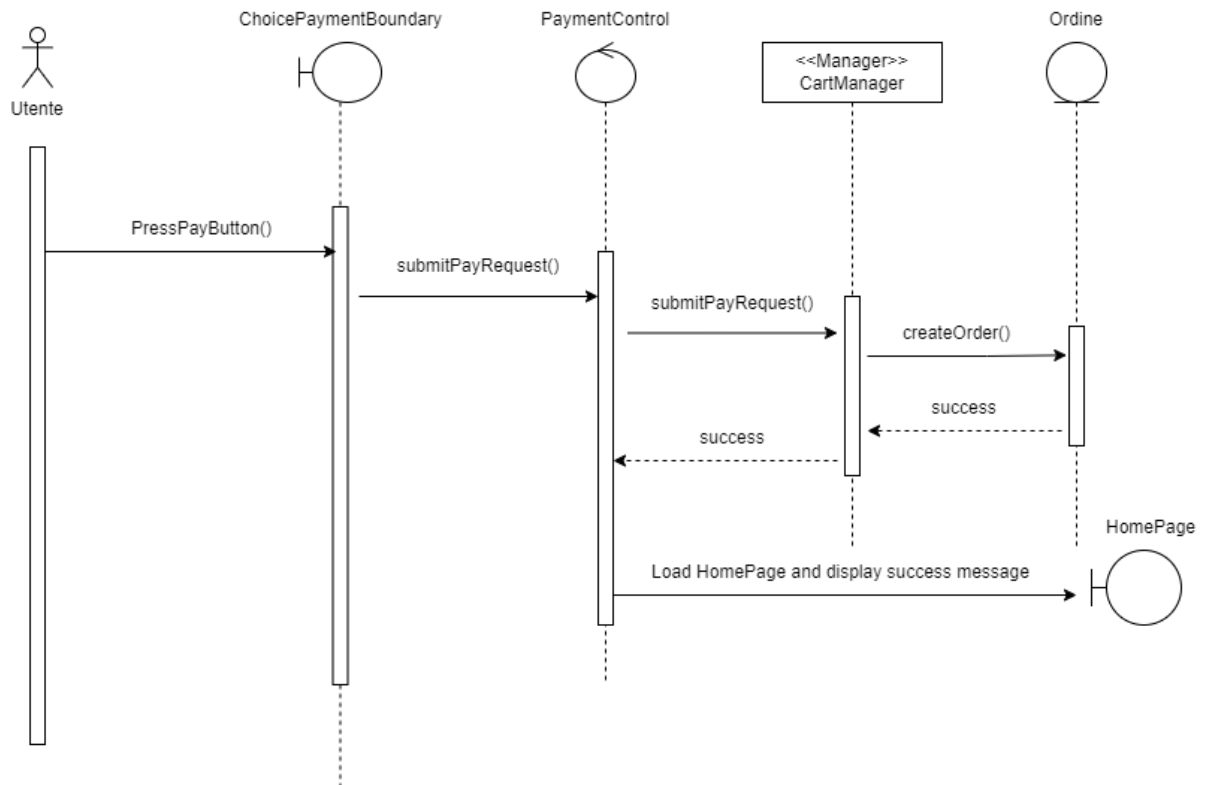 ChoicePaymentBoundary
PaymentControl
Ordine
<<Manager>>
CartManager
Utente
PressPayButton()
submitPayRequest()
submitPayRequest()
createOrder()
success
success
HomePage
Load HomePage and display success message